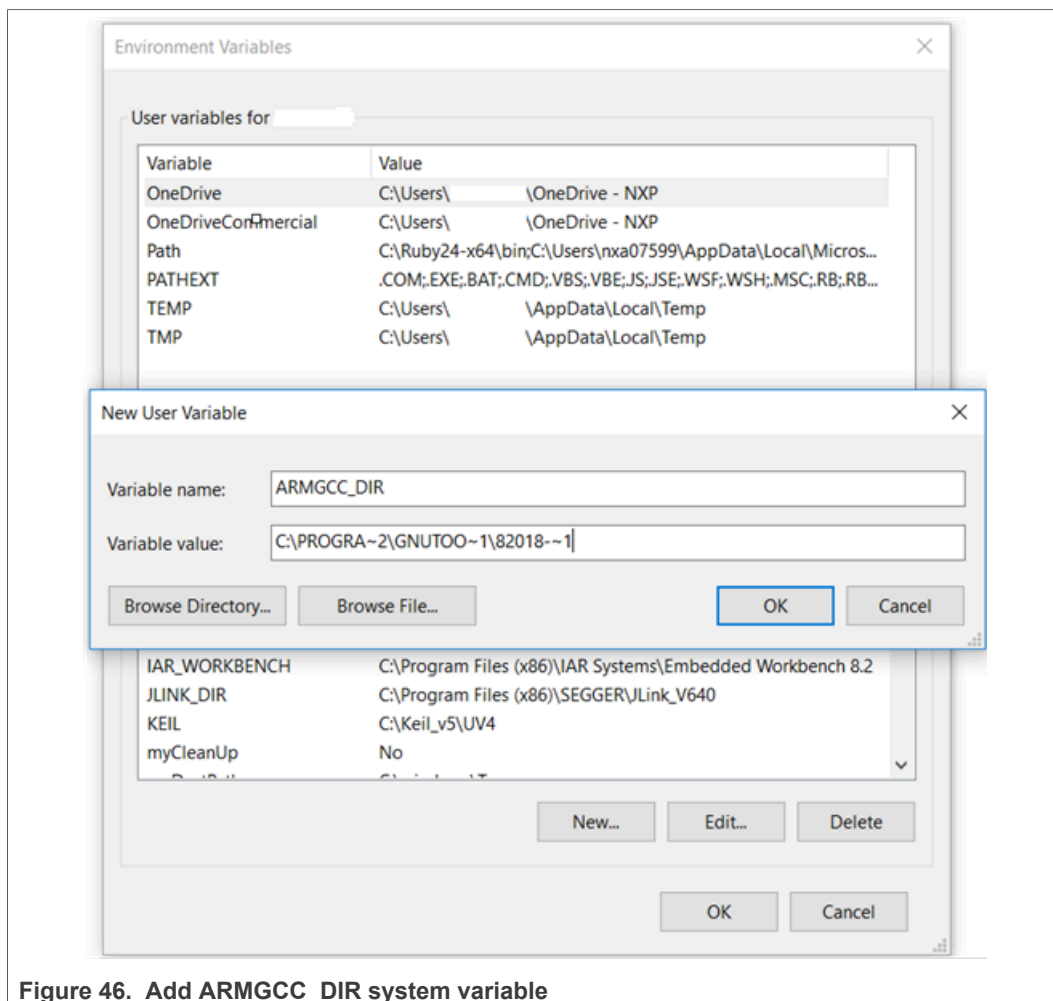 Environment Variables
User variables for
Variable Value
OneDrive C:\Users\ \OneDrive - NXP
OneDriveCommercial C:\Users\ \OneDrive - NXP
Path C:\Ruby24-x64\bin;C:\Users\nxa07599\AppData\Local\Micros...
PATHEXT .COM;.EXE;.BAT;.CMD;.VBS;.VBE;.JS;.JSE;.WSF;.WSH;.MSC;.RB;.RB...
TEMP C:\Users\ \AppData\Local\Temp
TMP C:\Users\ \AppData\Local\Temp
New User Variable
Variable name: ARMGCC_DIR
Variable value: C:\PROGRA~2\GNUTOO~1\82018-~1
Browse Directory... Browse File... OK Cancel
IAR_WORKBENCH C:\Program Files (x86)\IAR Systems\Embedded Workbench 8.2
JLINK_DIR C:\Program Files (x86)\SEGGER\JLink_V640
KEIL C:\Keil_v5\UV4
myCleanUp No
New... Edit... Delete
OK Cancel
Figure 46. Add ARMGCC_DIR system variable